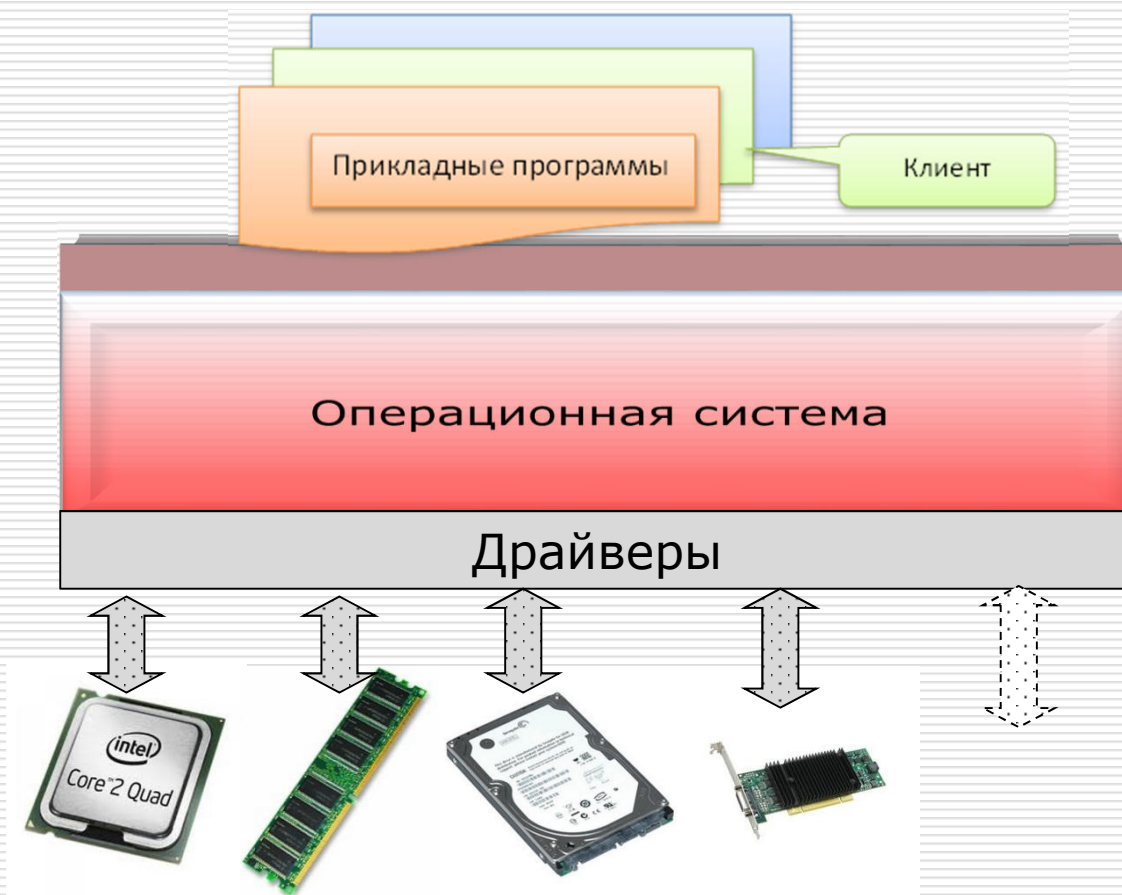 Прикладные программы
Клиент
Операционная система
Драйверы
intel
Core™2 Quad